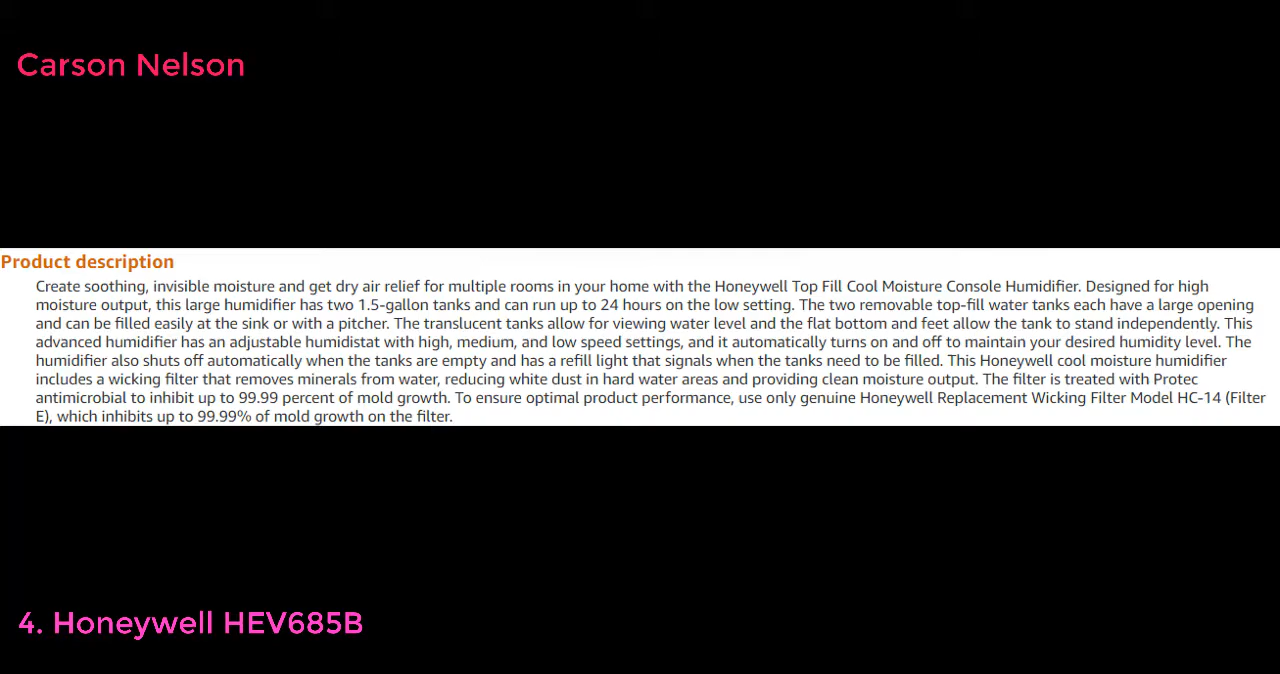 Carson Nelson
Product description
Create soothing, invisible moisture and get dry air relief for multiple rooms in your home with the Honeywell Top Fill Cool Moisture Console Humidifier. Designed for high
moisture output, this large humidifier has two 1.5-gallon tanks and can run up to 24 hours on the low setting. The two removable top-fill water tanks each have a large opening
and can be filled easily at the sink or with a pitcher. The translucent tanks allow for viewing water level and the flat bottom and feet allow the tank to stand independently. This
advanced humidifier has an adjustable humidistat with high, medium, and low speed settings, and it automatically turns on and off to maintain your desired humidity level. The
humidifier also shuts off automatically when the tanks are empty and has a refill light that signals when the tanks need to be filled. This Honeywell cool moisture humidifier
includes a wicking filter that removes minerals from water, reducing white dust in hard water areas and providing clean moisture output. The filter is treated with Protec
antimicrobial to inhibit up to 99.99 percent of mold growth. To ensure optimal product performance, use only genuine Honeywell Replacement Wicking Filter Model HC-14 (Filter
E), which inhibits up to 99.99% of mold growth on the filter.
4. Honeywell HEV685B